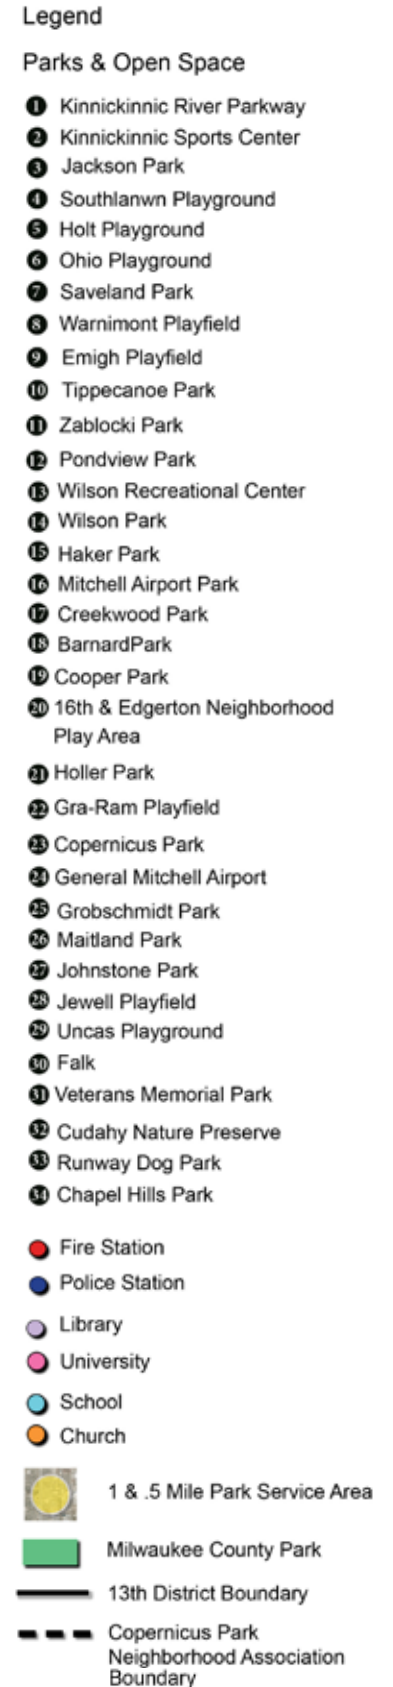 Legend
Parks & Open Space
1 Kinnickinnic River Parkway
2 Kinnickinnic Sports Center
3 Jackson Park
4 Southlanwn Playground
5 Holt Playground
6 Ohio Playground
7 Saveland Park
8 Warnimont Playfield
9 Emigh Playfield
10 Tippecanoe Park
11 Zablocki Park
12 Pondview Park
13 Wilson Recreational Center
14 Wilson Park
15 Haker Park
16 Mitchell Airport Park
17 Creekwood Park
18 BarnardPark
19 Cooper Park
20 16th & Edgerton Neighborhood
Play Area
21 Holler Park
22 Gra-Ram Playfield
23 Copernicus Park
24 General Mitchell Airport
25 Grobschmidt Park
26 Maitland Park
27 Johnstone Park
28 Jewell Playfield
29 Uncas Playground
30 Falk
31 Veterans Memorial Park
32 Cudahy Nature Preserve
33 Runway Dog Park
34 Chapel Hills Park
Fire Station
Police Station
Library
University
School
Church
1 & .5 Mile Park Service Area
Milwaukee County Park
13th District Boundary
Copernicus Park
Neighborhood Association
Boundary